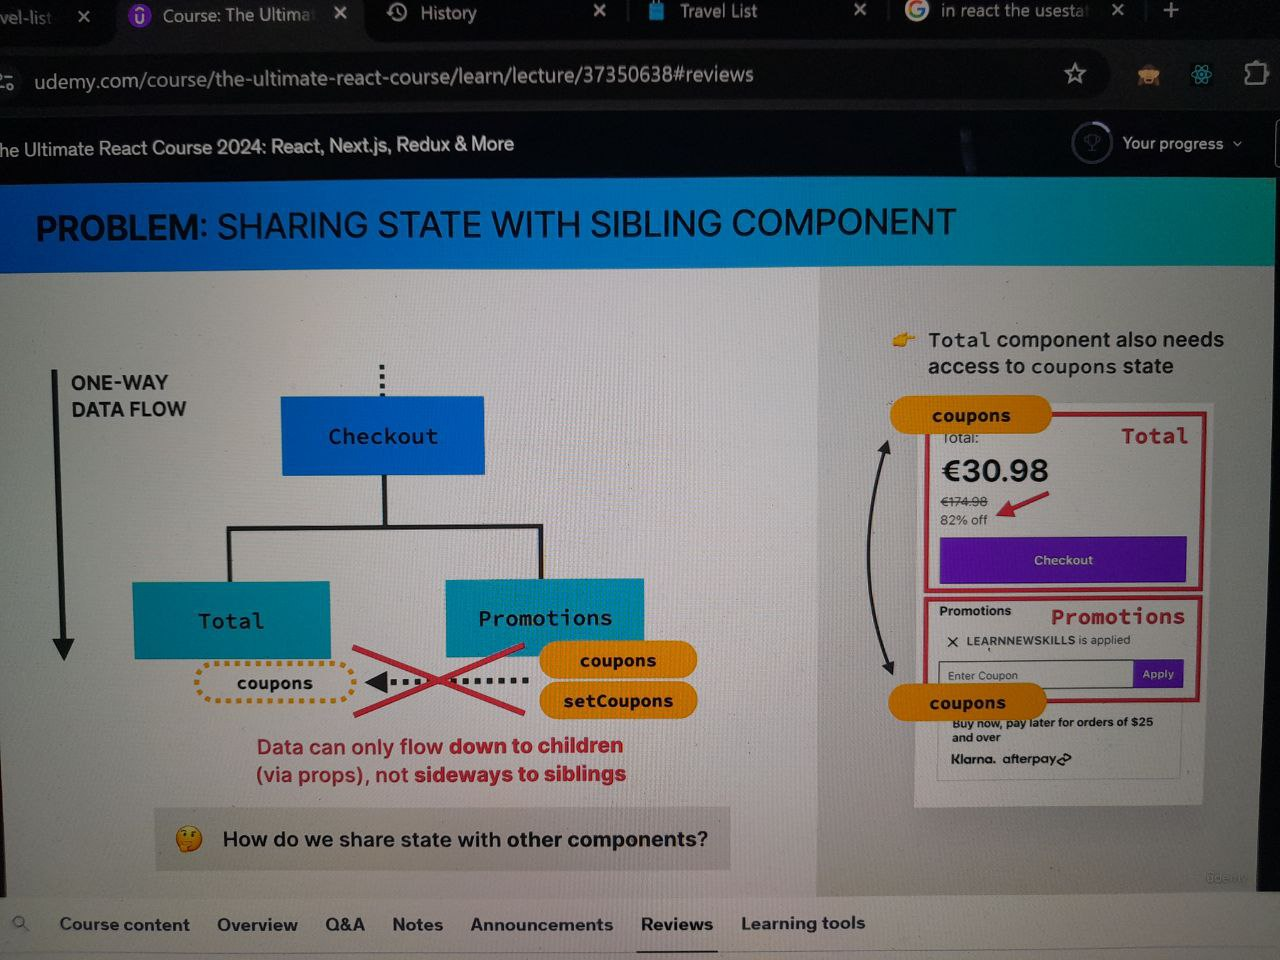 vel-list
Course: The Ultima
History
Travel List
in react the usesta
udemy.com/course/the-ultimate-react-course/learn/lecture/37350638#reviews
he Ultimate React Course 2024: React, Next.js, Redux & More
Your progress
PROBLEM: SHARING STATE WITH SIBLING COMPONENT
ONE-WAY
DATA FLOW
Checkout
Total
Promotions
coupons
coupons
setCoupons
Data can only flow down to children
(via props), not sideways to siblings
🤔 How do we share state with other components?
👉 Total component also needs
access to coupons state
coupons
Total:
Total
€30.98
€174.98
82% off
Checkout
Promotions
Promotions
LEARNNEWSKILLS is applied
Enter Coupon
Apply
coupons
Buy now, pay later for orders of $25
and over
Klarna. afterpay
Udemy
Course content
Overview
Q&A
Notes
Announcements
Reviews
Learning tools